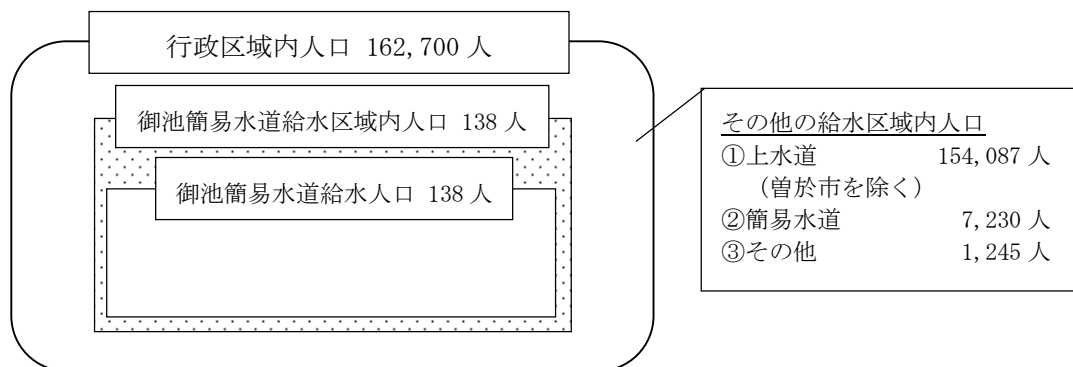 行政区域内人口 162,700 人
御池簡易水道給水区域内人口 138 人
御池簡易水道給水人口 138 人
その他の給水区域内人口
①上水道 154,087 人
(曽於市を除く)
②簡易水道 7,230 人
③その他 1,245 人